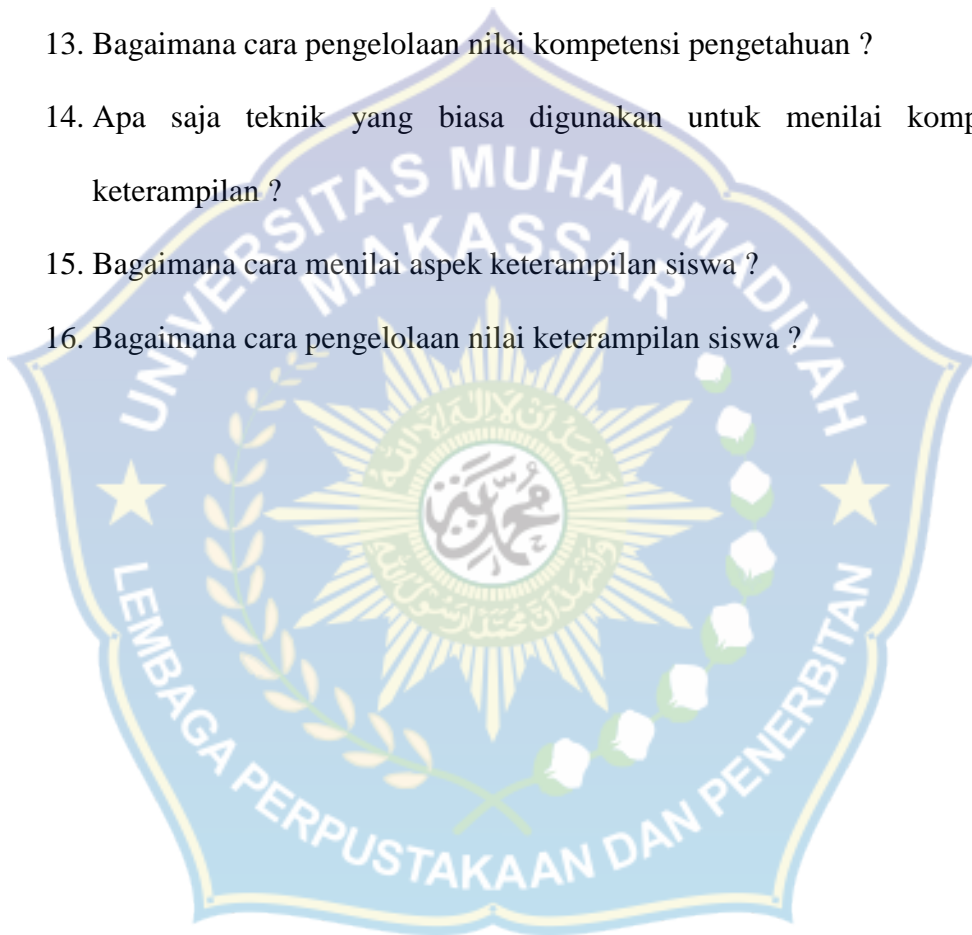 13. Bagaimana cara pengelolaan nilai kompetensi pengetahuan ?
14. Apa saja teknik yang biasa digunakan untuk menilai komp
keterampilan ?
15. Bagaimana cara menilai aspek keterampilan siswa ?
16. Bagaimana cara pengelolaan nilai keterampilan siswa ?
UNIVERSITAS MUHAMMADIYAH
MAKASSAR
LEMBAGA PERPUSTAKAAN DAN PENERBITAN